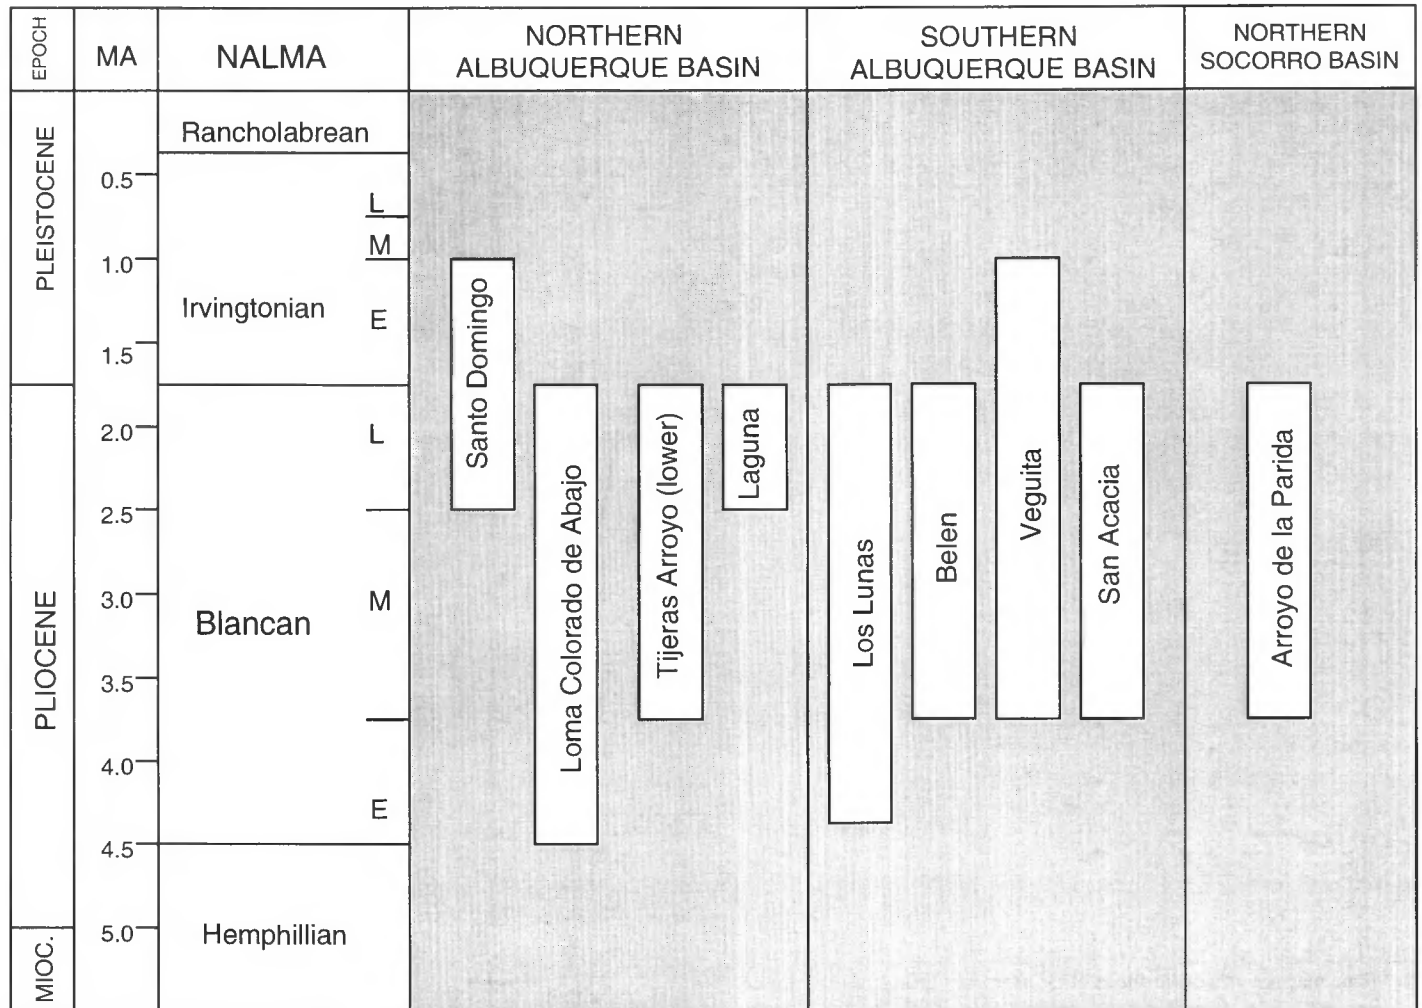 EPOCH
MA
NALMA
NORTHERN
ALBUQUERQUE BASIN
SOUTHERN
ALBUQUERQUE BASIN
NORTHERN
SOCORRO BASIN
PLEISTOCENE
PLIOCENE
MIOC.
0.5
1.0
1.5
2.0
2.5
3.0
3.5
4.0
4.5
5.0
Rancholabrean
Irvingtonian
L
M
E
Blancan
L
M
E
Hemphillian
Santo Domingo
Loma Colorado de Abajo
Tijeras Arroyo (lower)
Laguna
Los Lunas
Belen
Veguita
San Acacia
Arroyo de la Parida